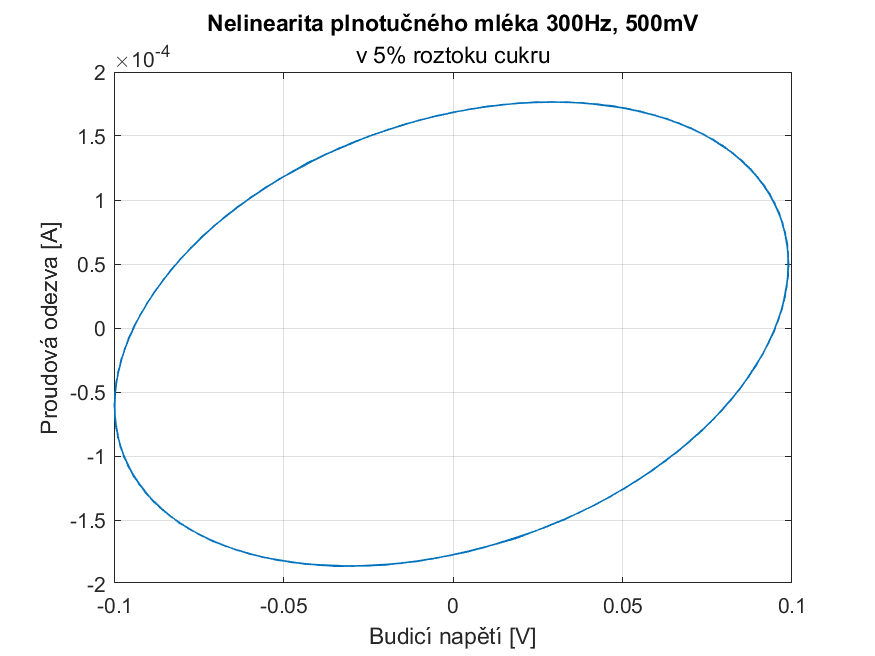 Nelinearita plnotučného mléka 300Hz, 500mV
v 5% roztoku cukru
×10⁻⁴
2
1.5
1
0.5
0
-0.5
-1
-1.5
-2
Proudová odezva [A]
-0.1 -0.05 0 0.05 0.1
Budicí napětí [V]